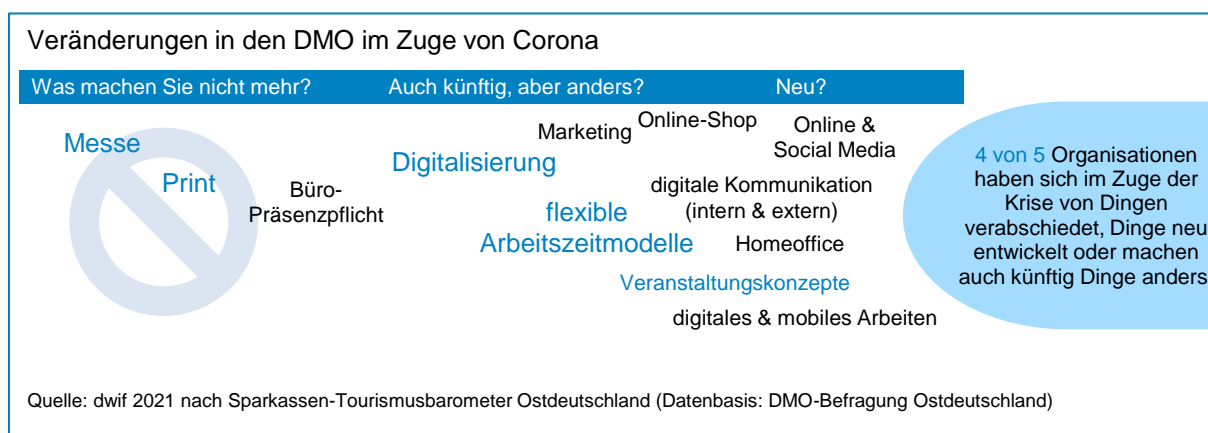 Veränderungen in den DMO im Zuge von Corona
Was machen Sie nicht mehr?
Auch künftig, aber anders?
Neu?
Messe
Print
Büro-
Präsenzpflicht
Marketing
Online-Shop
Online &
Social Media
Digitalisierung
digitale Kommunikation
(intern & extern)
flexible
Arbeitszeitmodelle
Homeoffice
Veranstaltungskonzepte
digitales & mobiles Arbeiten
4 von 5 Organisationen
haben sich im Zuge der
Krise von Dingen
verabschiedet, Dinge neu
entwickelt oder machen
auch künftig Dinge anders
Quelle: dwif 2021 nach Sparkassen-Tourismusbarometer Ostdeutschland (Datenbasis: DMO-Befragung Ostdeutschland)